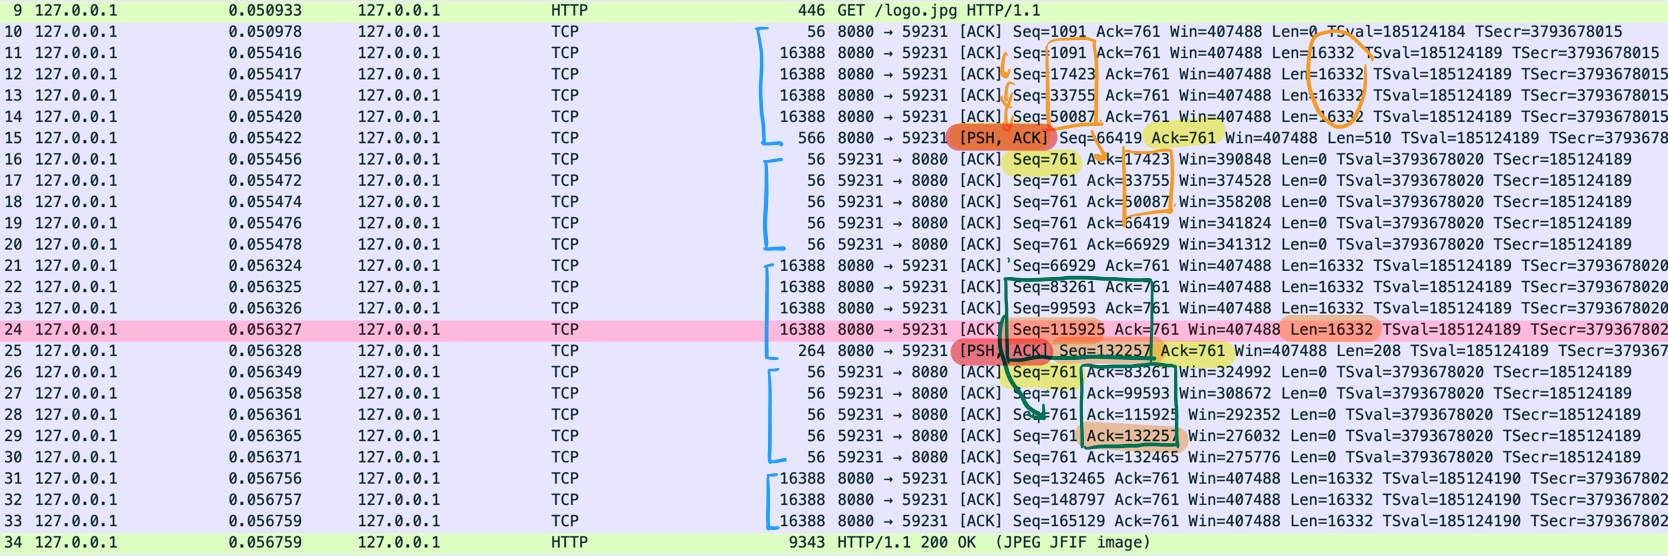 9 127.0.0.1 0.050933 127.0.0.1 HTTP 446 GET /logo.jpg HTTP/1.1
10 127.0.0.1 0.050978 127.0.0.1 TCP 56 8080 → 59231 [ACK] Seq=1091 Ack=761 Win=407488 Len=0 TSval=185124184 TSecr=3793678015
11 127.0.0.1 0.055416 127.0.0.1 TCP 16388 8080 → 59231 [ACK] Seq=1091 Ack=761 Win=407488 Len=16332 TSval=185124189 TSecr=3793678015
12 127.0.0.1 0.055417 127.0.0.1 TCP 16388 8080 → 59231 [ACK] Seq=17423 Ack=761 Win=407488 Len=16332 TSval=185124189 TSecr=3793678015
13 127.0.0.1 0.055419 127.0.0.1 TCP 16388 8080 → 59231 [ACK] Seq=33755 Ack=761 Win=407488 Len=16332 TSval=185124189 TSecr=3793678015
14 127.0.0.1 0.055420 127.0.0.1 TCP 16388 8080 → 59231 [ACK] Seq=50087 Ack=761 Win=407488 Len=16332 TSval=185124189 TSecr=3793678015
15 127.0.0.1 0.055422 127.0.0.1 TCP 566 8080 → 59231 [PSH, ACK] Seq=66419 Ack=761 Win=407488 Len=510 TSval=185124189 TSecr=3793678
16 127.0.0.1 0.055456 127.0.0.1 TCP 56 59231 → 8080 [ACK] Seq=761 Ack=17423 Win=390848 Len=0 TSval=3793678020 TSecr=185124189
17 127.0.0.1 0.055472 127.0.0.1 TCP 56 59231 → 8080 [ACK] Seq=761 Ack=33755 Win=374528 Len=0 TSval=3793678020 TSecr=185124189
18 127.0.0.1 0.055474 127.0.0.1 TCP 56 59231 → 8080 [ACK] Seq=761 Ack=50087 Win=358208 Len=0 TSval=3793678020 TSecr=185124189
19 127.0.0.1 0.055476 127.0.0.1 TCP 56 59231 → 8080 [ACK] Seq=761 Ack=66419 Win=341824 Len=0 TSval=3793678020 TSecr=185124189
20 127.0.0.1 0.055478 127.0.0.1 TCP 56 59231 → 8080 [ACK] Seq=761 Ack=66929 Win=341312 Len=0 TSval=3793678020 TSecr=185124189
21 127.0.0.1 0.056324 127.0.0.1 TCP 16388 8080 → 59231 [ACK] Seq=66929 Ack=761 Win=407488 Len=16332 TSval=185124189 TSecr=3793678020
22 127.0.0.1 0.056325 127.0.0.1 TCP 16388 8080 → 59231 [ACK] Seq=83261 Ack=761 Win=407488 Len=16332 TSval=185124189 TSecr=3793678020
23 127.0.0.1 0.056326 127.0.0.1 TCP 16388 8080 → 59231 [ACK] Seq=99593 Ack=761 Win=407488 Len=16332 TSval=185124189 TSecr=3793678020
24 127.0.0.1 0.056327 127.0.0.1 TCP 16388 8080 → 59231 [ACK] Seq=115925 Ack=761 Win=407488 Len=16332 TSval=185124189 TSecr=379367802
25 127.0.0.1 0.056328 127.0.0.1 TCP 264 8080 → 59231 [PSH, ACK] Seq=132257 Ack=761 Win=407488 Len=208 TSval=185124189 TSecr=379367
26 127.0.0.1 0.056349 127.0.0.1 TCP 56 59231 → 8080 [ACK] Seq=761 Ack=83261 Win=324992 Len=0 TSval=3793678020 TSecr=185124189
27 127.0.0.1 0.056358 127.0.0.1 TCP 56 59231 → 8080 [ACK] Seq=761 Ack=99593 Win=308672 Len=0 TSval=3793678020 TSecr=185124189
28 127.0.0.1 0.056361 127.0.0.1 TCP 56 59231 → 8080 [ACK] Seq=761 Ack=115925 Win=292352 Len=0 TSval=3793678020 TSecr=185124189
29 127.0.0.1 0.056365 127.0.0.1 TCP 56 59231 → 8080 [ACK] Seq=761 Ack=132257 Win=276032 Len=0 TSval=3793678020 TSecr=185124189
30 127.0.0.1 0.056371 127.0.0.1 TCP 56 59231 → 8080 [ACK] Seq=761 Ack=132465 Win=275776 Len=0 TSval=3793678020 TSecr=185124189
31 127.0.0.1 0.056756 127.0.0.1 TCP 16388 8080 → 59231 [ACK] Seq=132465 Ack=761 Win=407488 Len=16332 TSval=185124190 TSecr=379367802
32 127.0.0.1 0.056757 127.0.0.1 TCP 16388 8080 → 59231 [ACK] Seq=148797 Ack=761 Win=407488 Len=16332 TSval=185124190 TSecr=379367802
33 127.0.0.1 0.056759 127.0.0.1 TCP 16388 8080 → 59231 [ACK] Seq=165129 Ack=761 Win=407488 Len=16332 TSval=185124190 TSecr=379367802
34 127.0.0.1 0.056759 127.0.0.1 HTTP 9343 HTTP/1.1 200 OK (JPEG JFIF image)